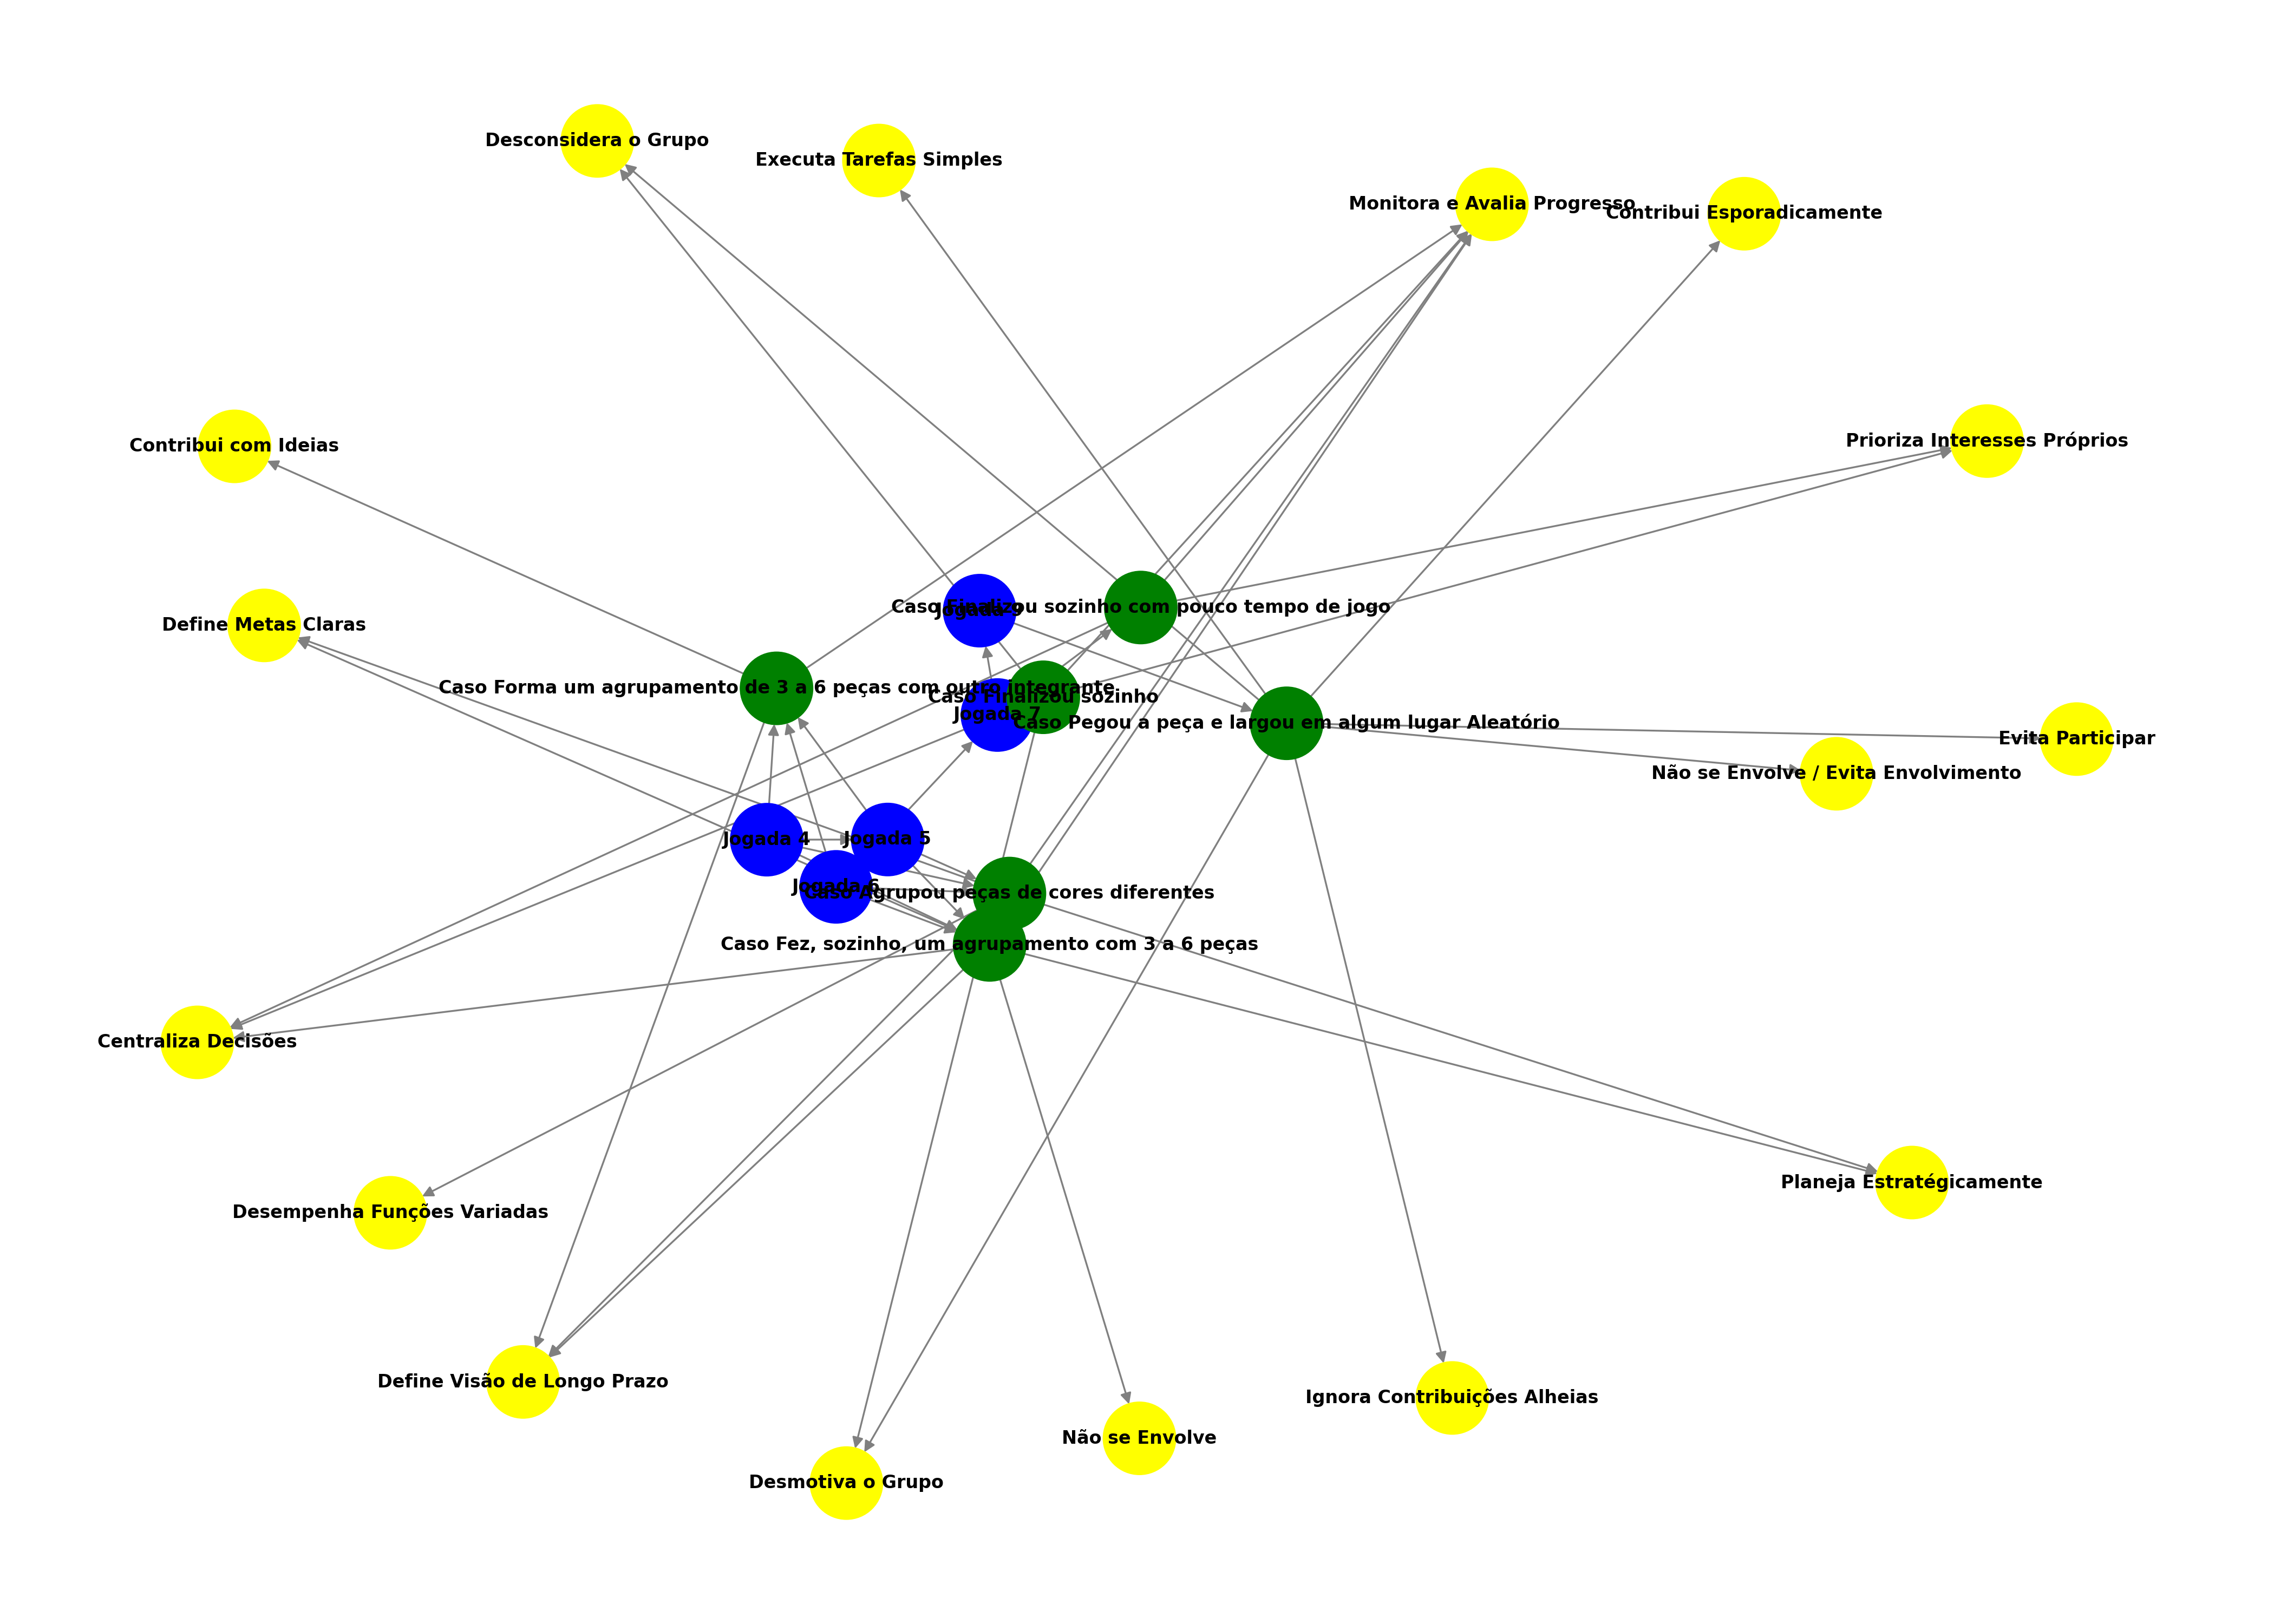 Desconsidera o Grupo
Executa Tarefas Simples
Monitora e Avalia Progresso
Contribui Esporadicamente
Prioriza Interesses Próprios
Contribui com Ideias
Caso Finalizou sozinho com pouco tempo de jogo
Jogada
Define Metas Claras
Caso Forma um agrupamento de 3 a 6 peças com outro integrante
Caso Finalizou sozinho
Jogada 7
Caso Pegou a peça e largou em algum lugar Aleatório
Evita Participar
Não se Envolve / Evita Envolvimento
Jogada 4
Jogada 5
Jogada 6
Caso Agrupou peças de cores diferentes
Caso Fez, sozinho, um agrupamento com 3 a 6 peças
Centraliza Decisões
Planeja Estratégicamente
Desempenha Funções Variadas
Define Visão de Longo Prazo
Ignora Contribuições Alheias
Não se Envolve
Desmotiva o Grupo